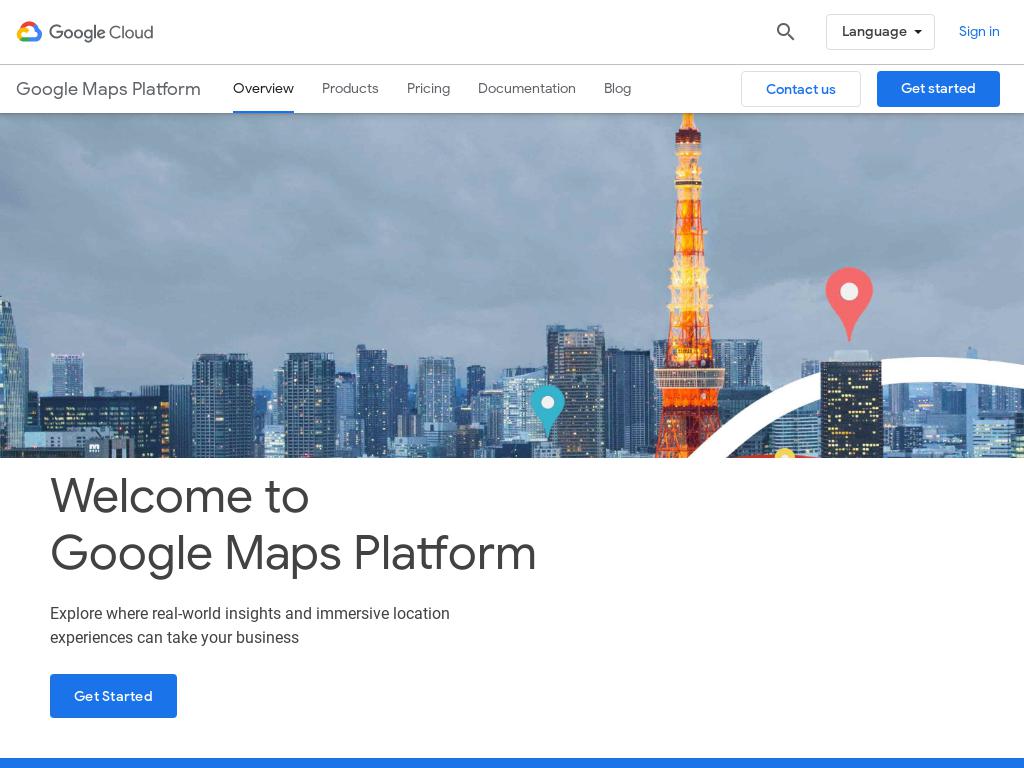 Google Cloud
Language
Sign in
Google Maps Platform
Overview
Products
Pricing
Documentation
Blog
Contact us
Get started
Welcome to
Google Maps Platform
Explore where real-world insights and immersive location
experiences can take your business
Get Started